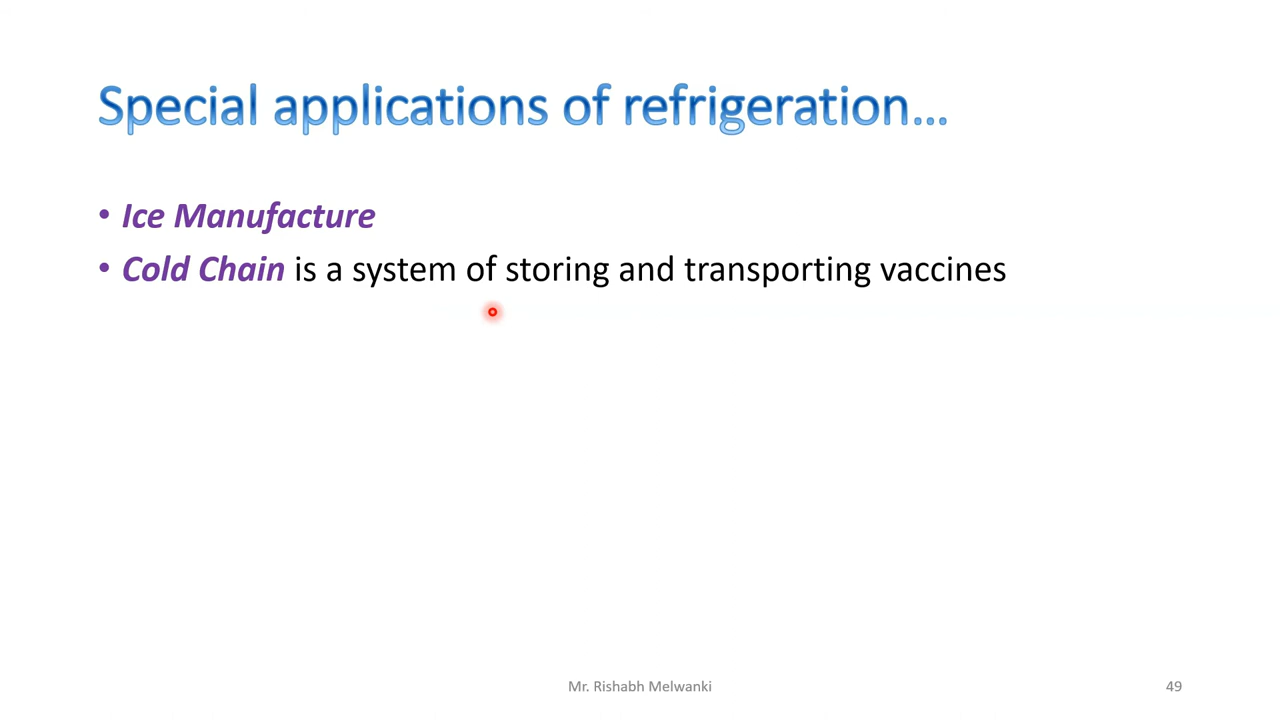 Special applications of refrigeration...
• Ice Manufacture
• Cold Chain is a system of storing and transporting vaccines
Mr. Rishabh Melwanki
49